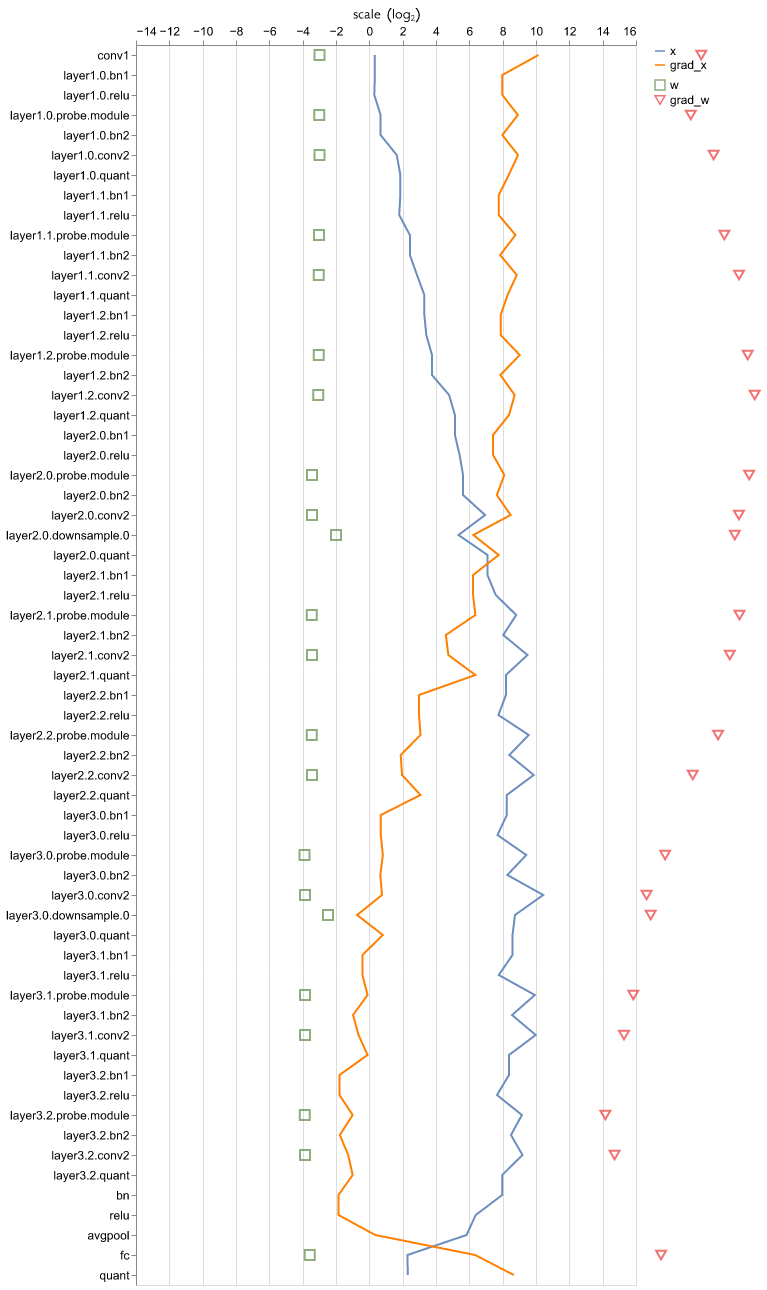 scale (log₂)
−14 −12 −10 −8 −6 −4 −2 0 2 4 6 8 10 12 14 16
x
grad_x
w
grad_w
conv1
layer1.0.bn1
layer1.0.relu
layer1.0.probe.module
layer1.0.bn2
layer1.0.conv2
layer1.0.quant
layer1.1.bn1
layer1.1.relu
layer1.1.probe.module
layer1.1.bn2
layer1.1.conv2
layer1.1.quant
layer1.2.bn1
layer1.2.relu
layer1.2.probe.module
layer1.2.bn2
layer1.2.conv2
layer1.2.quant
layer2.0.bn1
layer2.0.relu
layer2.0.probe.module
layer2.0.bn2
layer2.0.conv2
layer2.0.downsample.0
layer2.0.quant
layer2.1.bn1
layer2.1.relu
layer2.1.probe.module
layer2.1.bn2
layer2.1.conv2
layer2.1.quant
layer2.2.bn1
layer2.2.relu
layer2.2.probe.module
layer2.2.bn2
layer2.2.conv2
layer2.2.quant
layer3.0.bn1
layer3.0.relu
layer3.0.probe.module
layer3.0.bn2
layer3.0.conv2
layer3.0.downsample.0
layer3.0.quant
layer3.1.bn1
layer3.1.relu
layer3.1.probe.module
layer3.1.bn2
layer3.1.conv2
layer3.1.quant
layer3.2.bn1
layer3.2.relu
layer3.2.probe.module
layer3.2.bn2
layer3.2.conv2
layer3.2.quant
bn
relu
avgpool
fc
quant